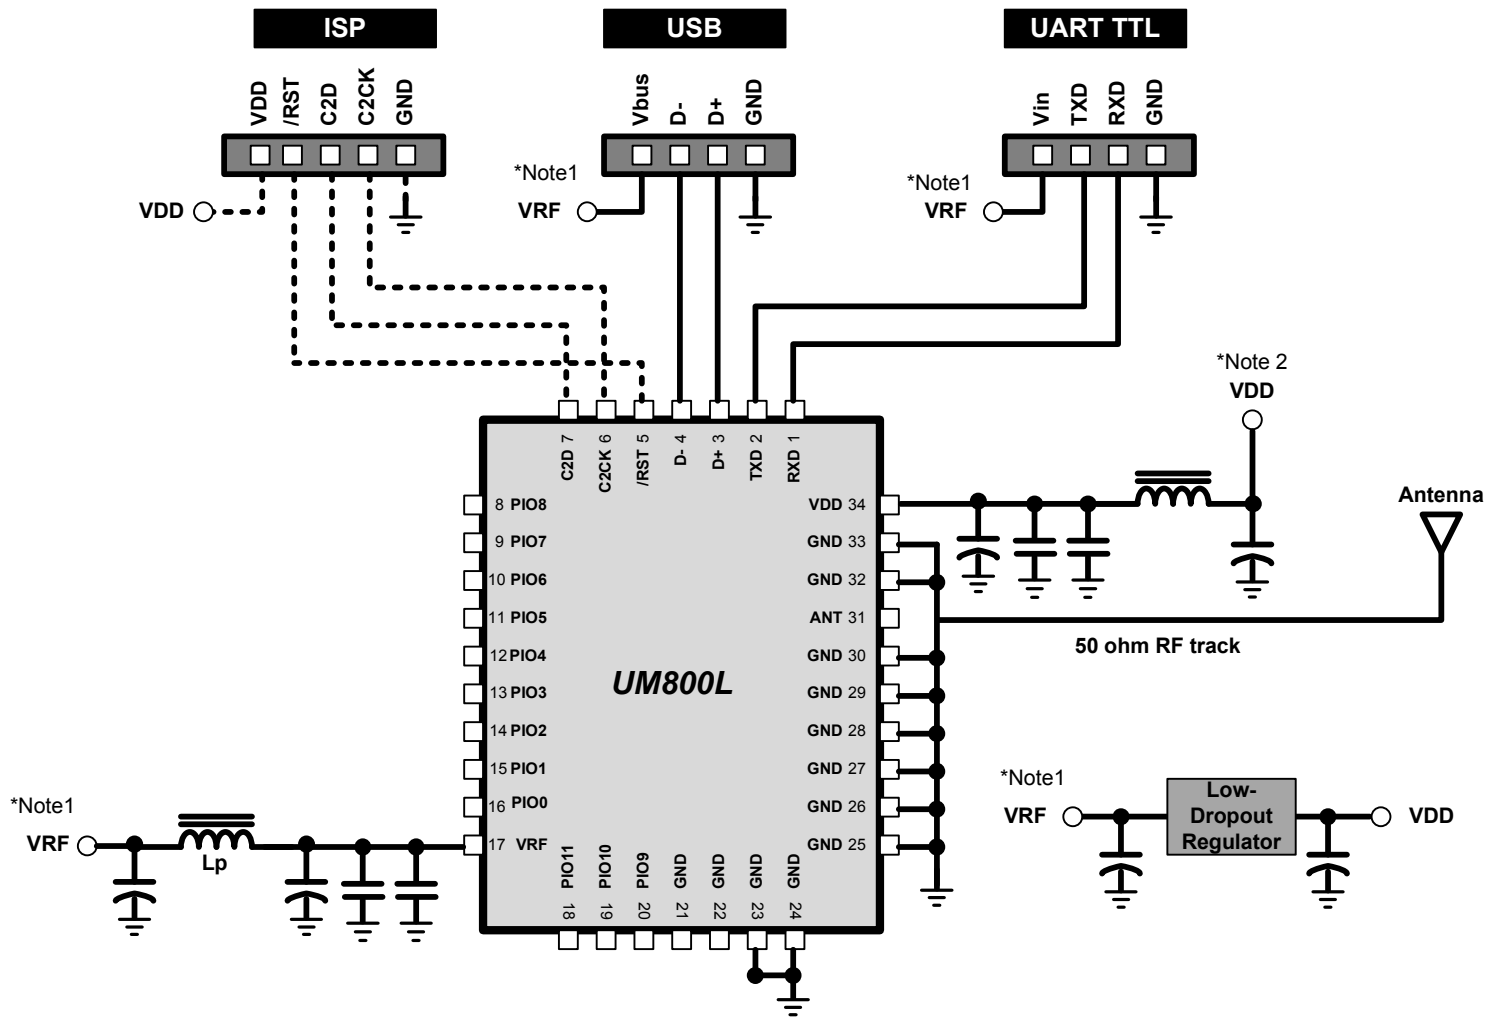 ISP
USB
UART TTL
VDD
/RST
C2D
C2CK
GND
Vbus
D-
D+
GND
Vin
TXD
RXD
GND
VDD
*Note1
VRF
*Note1
VRF
*Note 2
VDD
Antenna
C2D 7
C2CK 6
/RST 5
D- 4
D+ 3
TXD 2
RXD 1
8 PIO8
9 PIO7
10 PIO6
11 PIO5
12 PIO4
13 PIO3
14 PIO2
15 PIO1
16 PIO0
17 VRF
UM800L
VDD 34
GND 33
GND 32
ANT 31
GND 30
GND 29
GND 28
GND 27
GND 26
GND 25
50 ohm RF track
*Note1
VRF
Lp
*Note1
VRF
Low-
Dropout
Regulator
VDD
18 PIO11
19 PIO10
20 PIO9
21 GND
22 GND
23 GND
24 GND